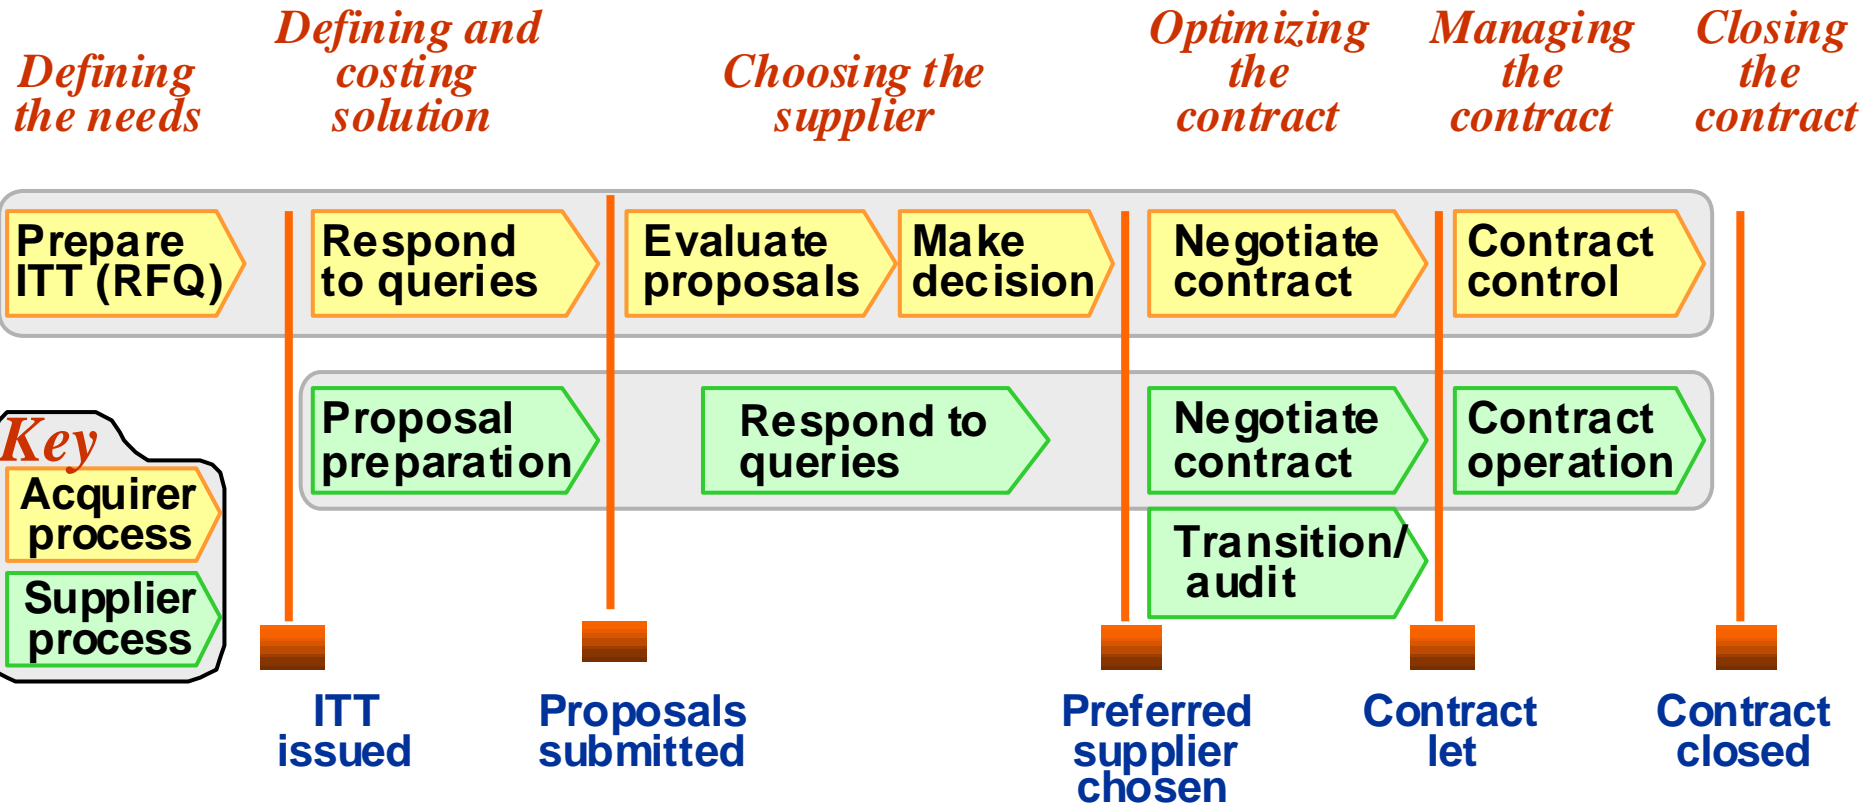 Defining
the needs
Defining and
costing
solution
Choosing the
supplier
Optimizing
the
contract
Managing
the
contract
Closing
the
contract
Prepare
ITT (RFQ)
Respond
to queries
Evaluate
proposals
Make
decision
Negotiate
contract
Contract
control
Proposal
preparation
Respond to
queries
Negotiate
contract
Contract
operation
Transition/
audit
Key
Acquirer
process
Supplier
process
ITT
issued
Proposals
submitted
Preferred
supplier
chosen
Contract
let
Contract
closed